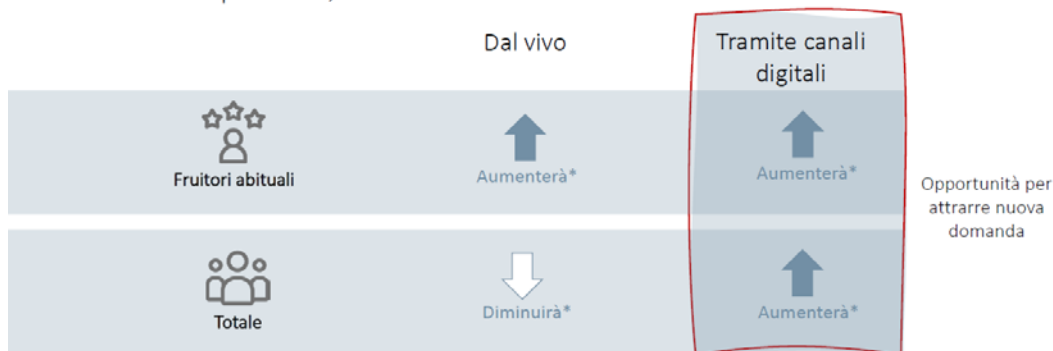 Dal vivo
Tramite canali
digitali
Fruitori abituali
Aumenterà*
Aumenterà*
Opportunità per
attrarre nuova
domanda
Totale
Diminuirà*
Aumenterà*